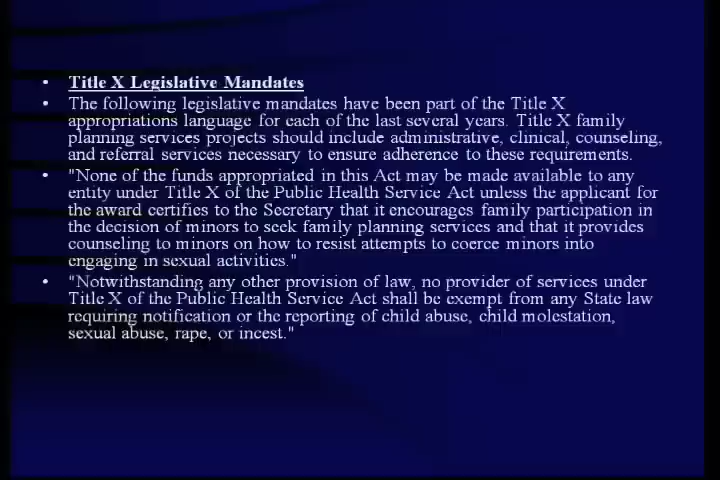 • Title X Legislative Mandates
• The following legislative mandates have been part of the Title X
appropriations language for each of the last several years. Title X family
planning services projects should include administrative, clinical, counseling,
and referral services necessary to ensure adherence to these requirements.
• "None of the funds appropriated in this Act may be made available to any
entity under Title X of the Public Health Service Act unless the applicant for
the award certifies to the Secretary that it encourages family participation in
the decision of minors to seek family planning services and that it provides
counseling to minors on how to resist attempts to coerce minors into
engaging in sexual activities."
• "Notwithstanding any other provision of law, no provider of services under
Title X of the Public Health Service Act shall be exempt from any State law
requiring notification or the reporting of child abuse, child molestation,
sexual abuse, rape, or incest."